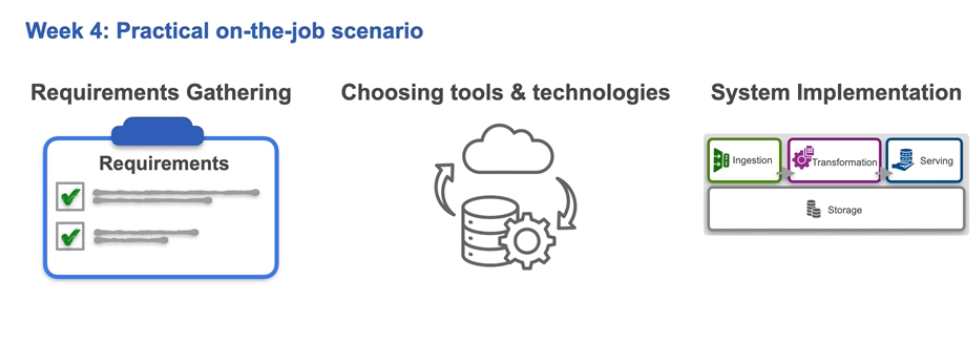 Week 4: Practical on-the-job scenario
Requirements Gathering
Choosing tools & technologies
System Implementation
Requirements
Ingestion
Transformation
Serving
Storage